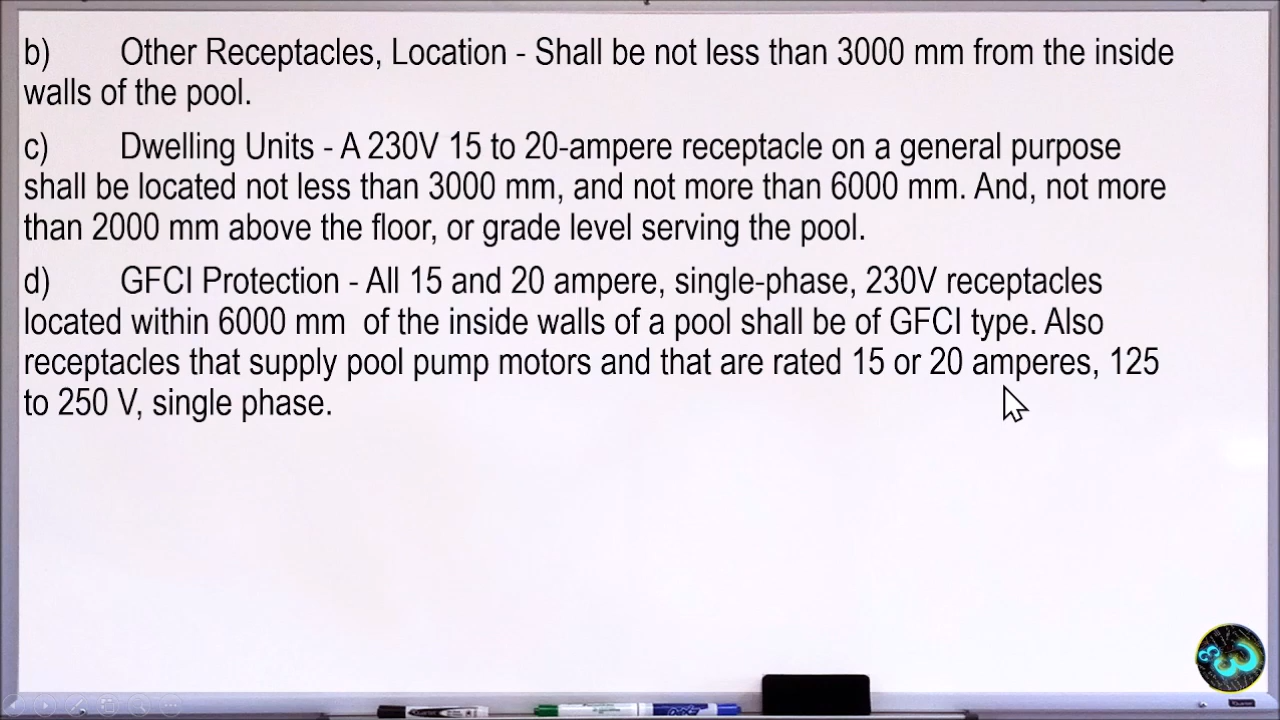 b) Other Receptacles, Location - Shall be not less than 3000 mm from the inside
walls of the pool.
c) Dwelling Units - A 230V 15 to 20-ampere receptacle on a general purpose
shall be located not less than 3000 mm, and not more than 6000 mm. And, not more
than 2000 mm above the floor, or grade level serving the pool.
d) GFCI Protection - All 15 and 20 ampere, single-phase, 230V receptacles
located within 6000 mm of the inside walls of a pool shall be of GFCI type. Also
receptacles that supply pool pump motors and that are rated 15 or 20 amperes, 125
to 250 V, single phase.